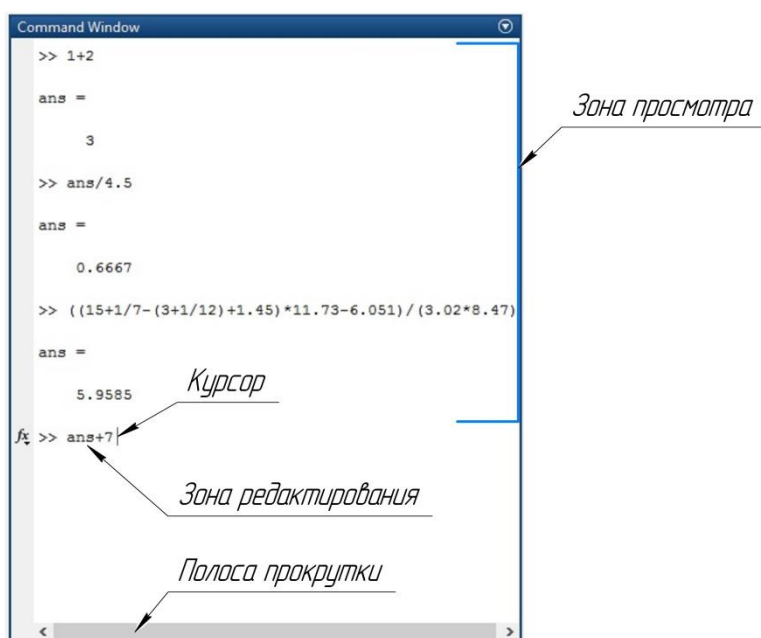 Command Window
>> 1+2
ans =
3
Зона просмотра
>> ans/4.5
ans =
0.6667
>> ((15+1/7-(3+1/12)+1.45)*11.73-6.051)/(3.02*8.47)
ans =
5.9585
Курсор
fx >> ans+7
Зона редактирования
Полоса прокрутки